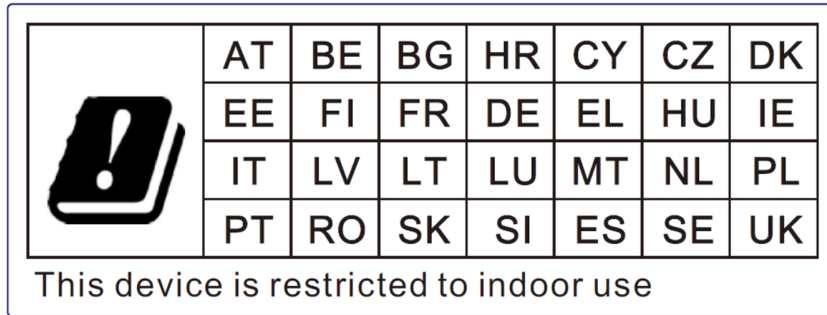 AT BE BG HR CY CZ DK
EE FI FR DE EL HU IE
IT LV LT LU MT NL PL
PT RO SK SI ES SE UK
This device is restricted to indoor use